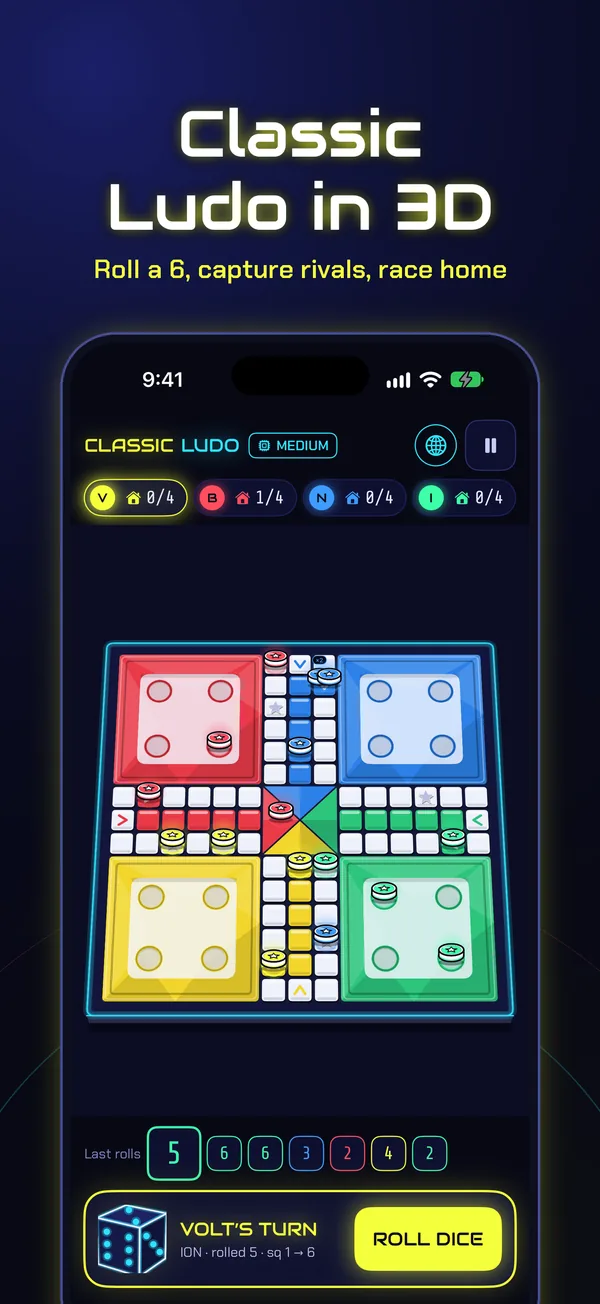 Classic
Ludo in 3D
Roll a 6, capture rivals, race home
9:41
CLASSIC LUDO MEDIUM
V 0/4 B 1/4 N 0/4 I 0/4
Last rolls 5 6 6 3 2 4 2
VOLT'S TURN
ION · rolled 5 · sq 1 → 6
ROLL DICE